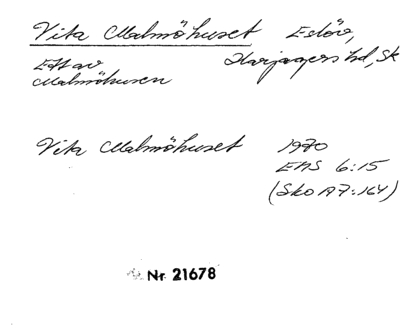 Vita Malmöhuset Eslöv,
Ett av Harjagers hd, Sk
Malmöhusen
Vita Malmöhuset 1970
ENS 6:15
(Sko A7:164)
Nr 21678